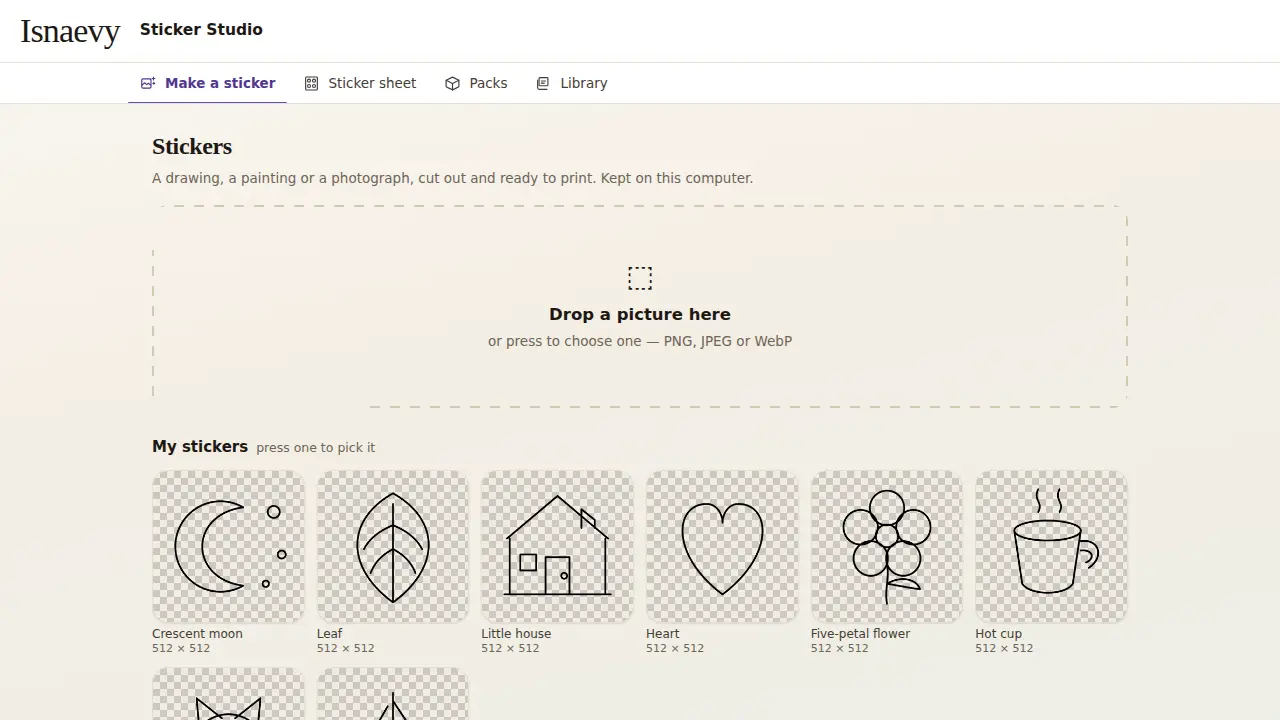 Isnaevy
Sticker Studio
Make a sticker
Sticker sheet
Packs
Library
Stickers
A drawing, a painting or a photograph, cut out and ready to print. Kept on this computer.
Drop a picture here
or press to choose one — PNG, JPEG or WebP
My stickers press one to pick it
Crescent moon
512 × 512
Leaf
512 × 512
Little house
512 × 512
Heart
512 × 512
Five-petal flower
512 × 512
Hot cup
512 × 512